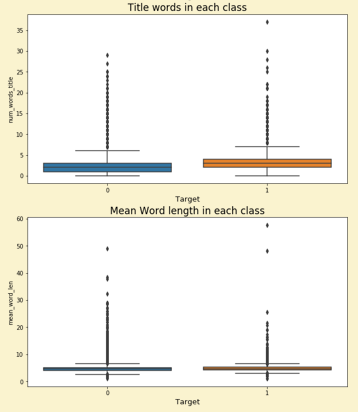 Title words in each class
35
30
25
20
15
10
5
0
num_words_title
0 1
Target
Mean Word length in each class
60
50
40
30
20
10
0
mean_word_len
0 1
Target